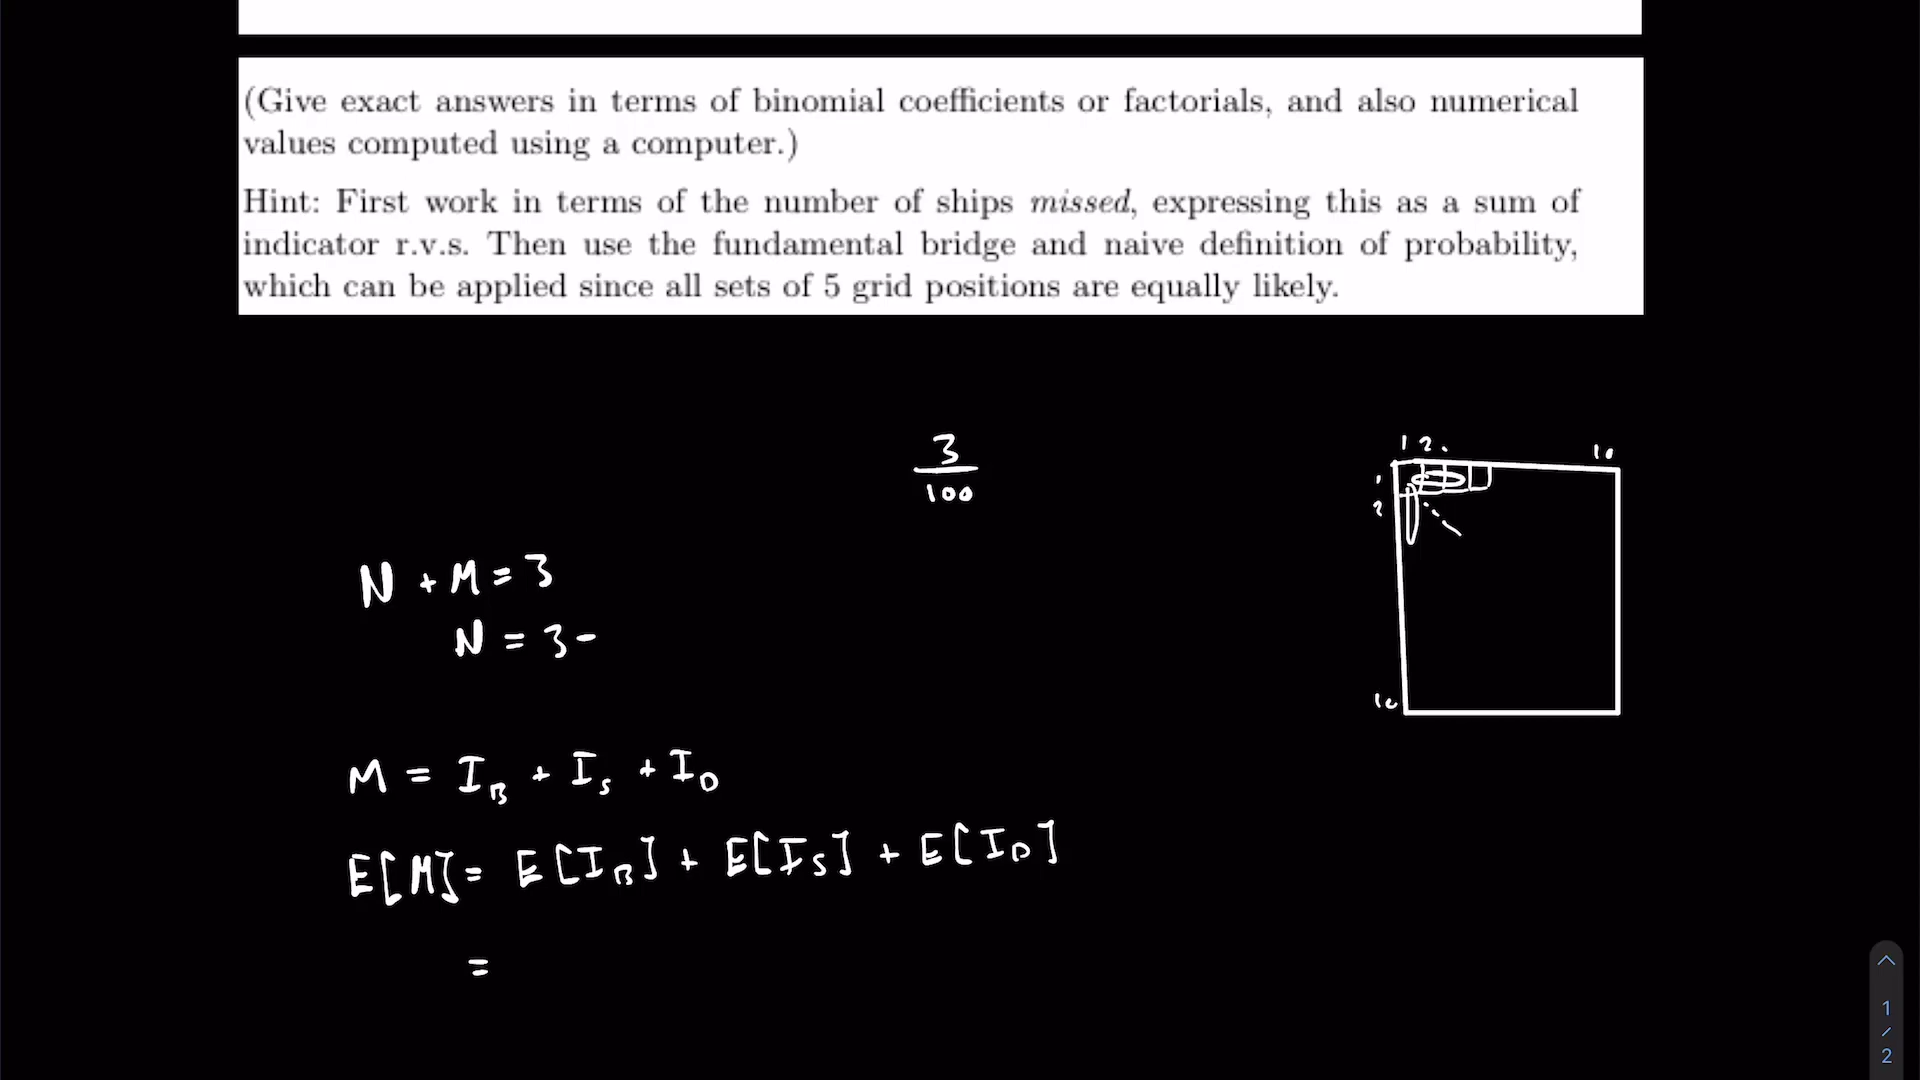 (Give exact answers in terms of binomial coefficients or factorials, and also numerical
values computed using a computer.)
Hint: First work in terms of the number of ships missed, expressing this as a sum of
indicator r.v.s. Then use the fundamental bridge and naive definition of probability,
which can be applied since all sets of 5 grid positions are equally likely.
3
100
1 2 . 10
1
2
10
N + M = 3
N = 3 -
M = I_B + I_S + I_D
E[M] = E[I_B] + E[I_S] + E[I_D]
=
1
/
2